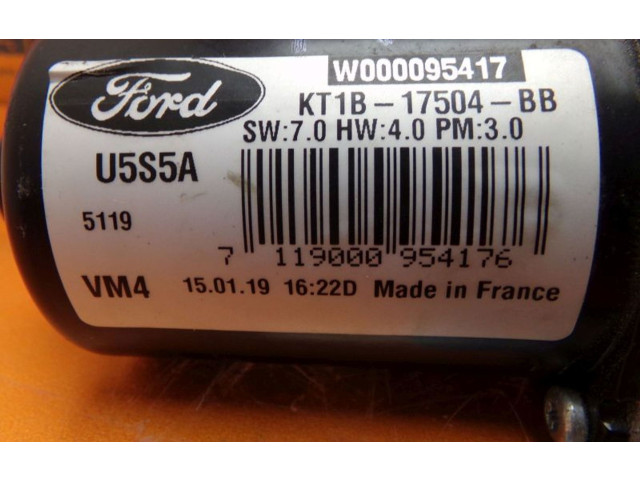 Ford
W000095417
KT1B-17504-BB
SW:7.0 HW:4.0 PM:3.0
U5S5A
5119
7 119000 954176
VM4 15.01.19 16:22D Made in France